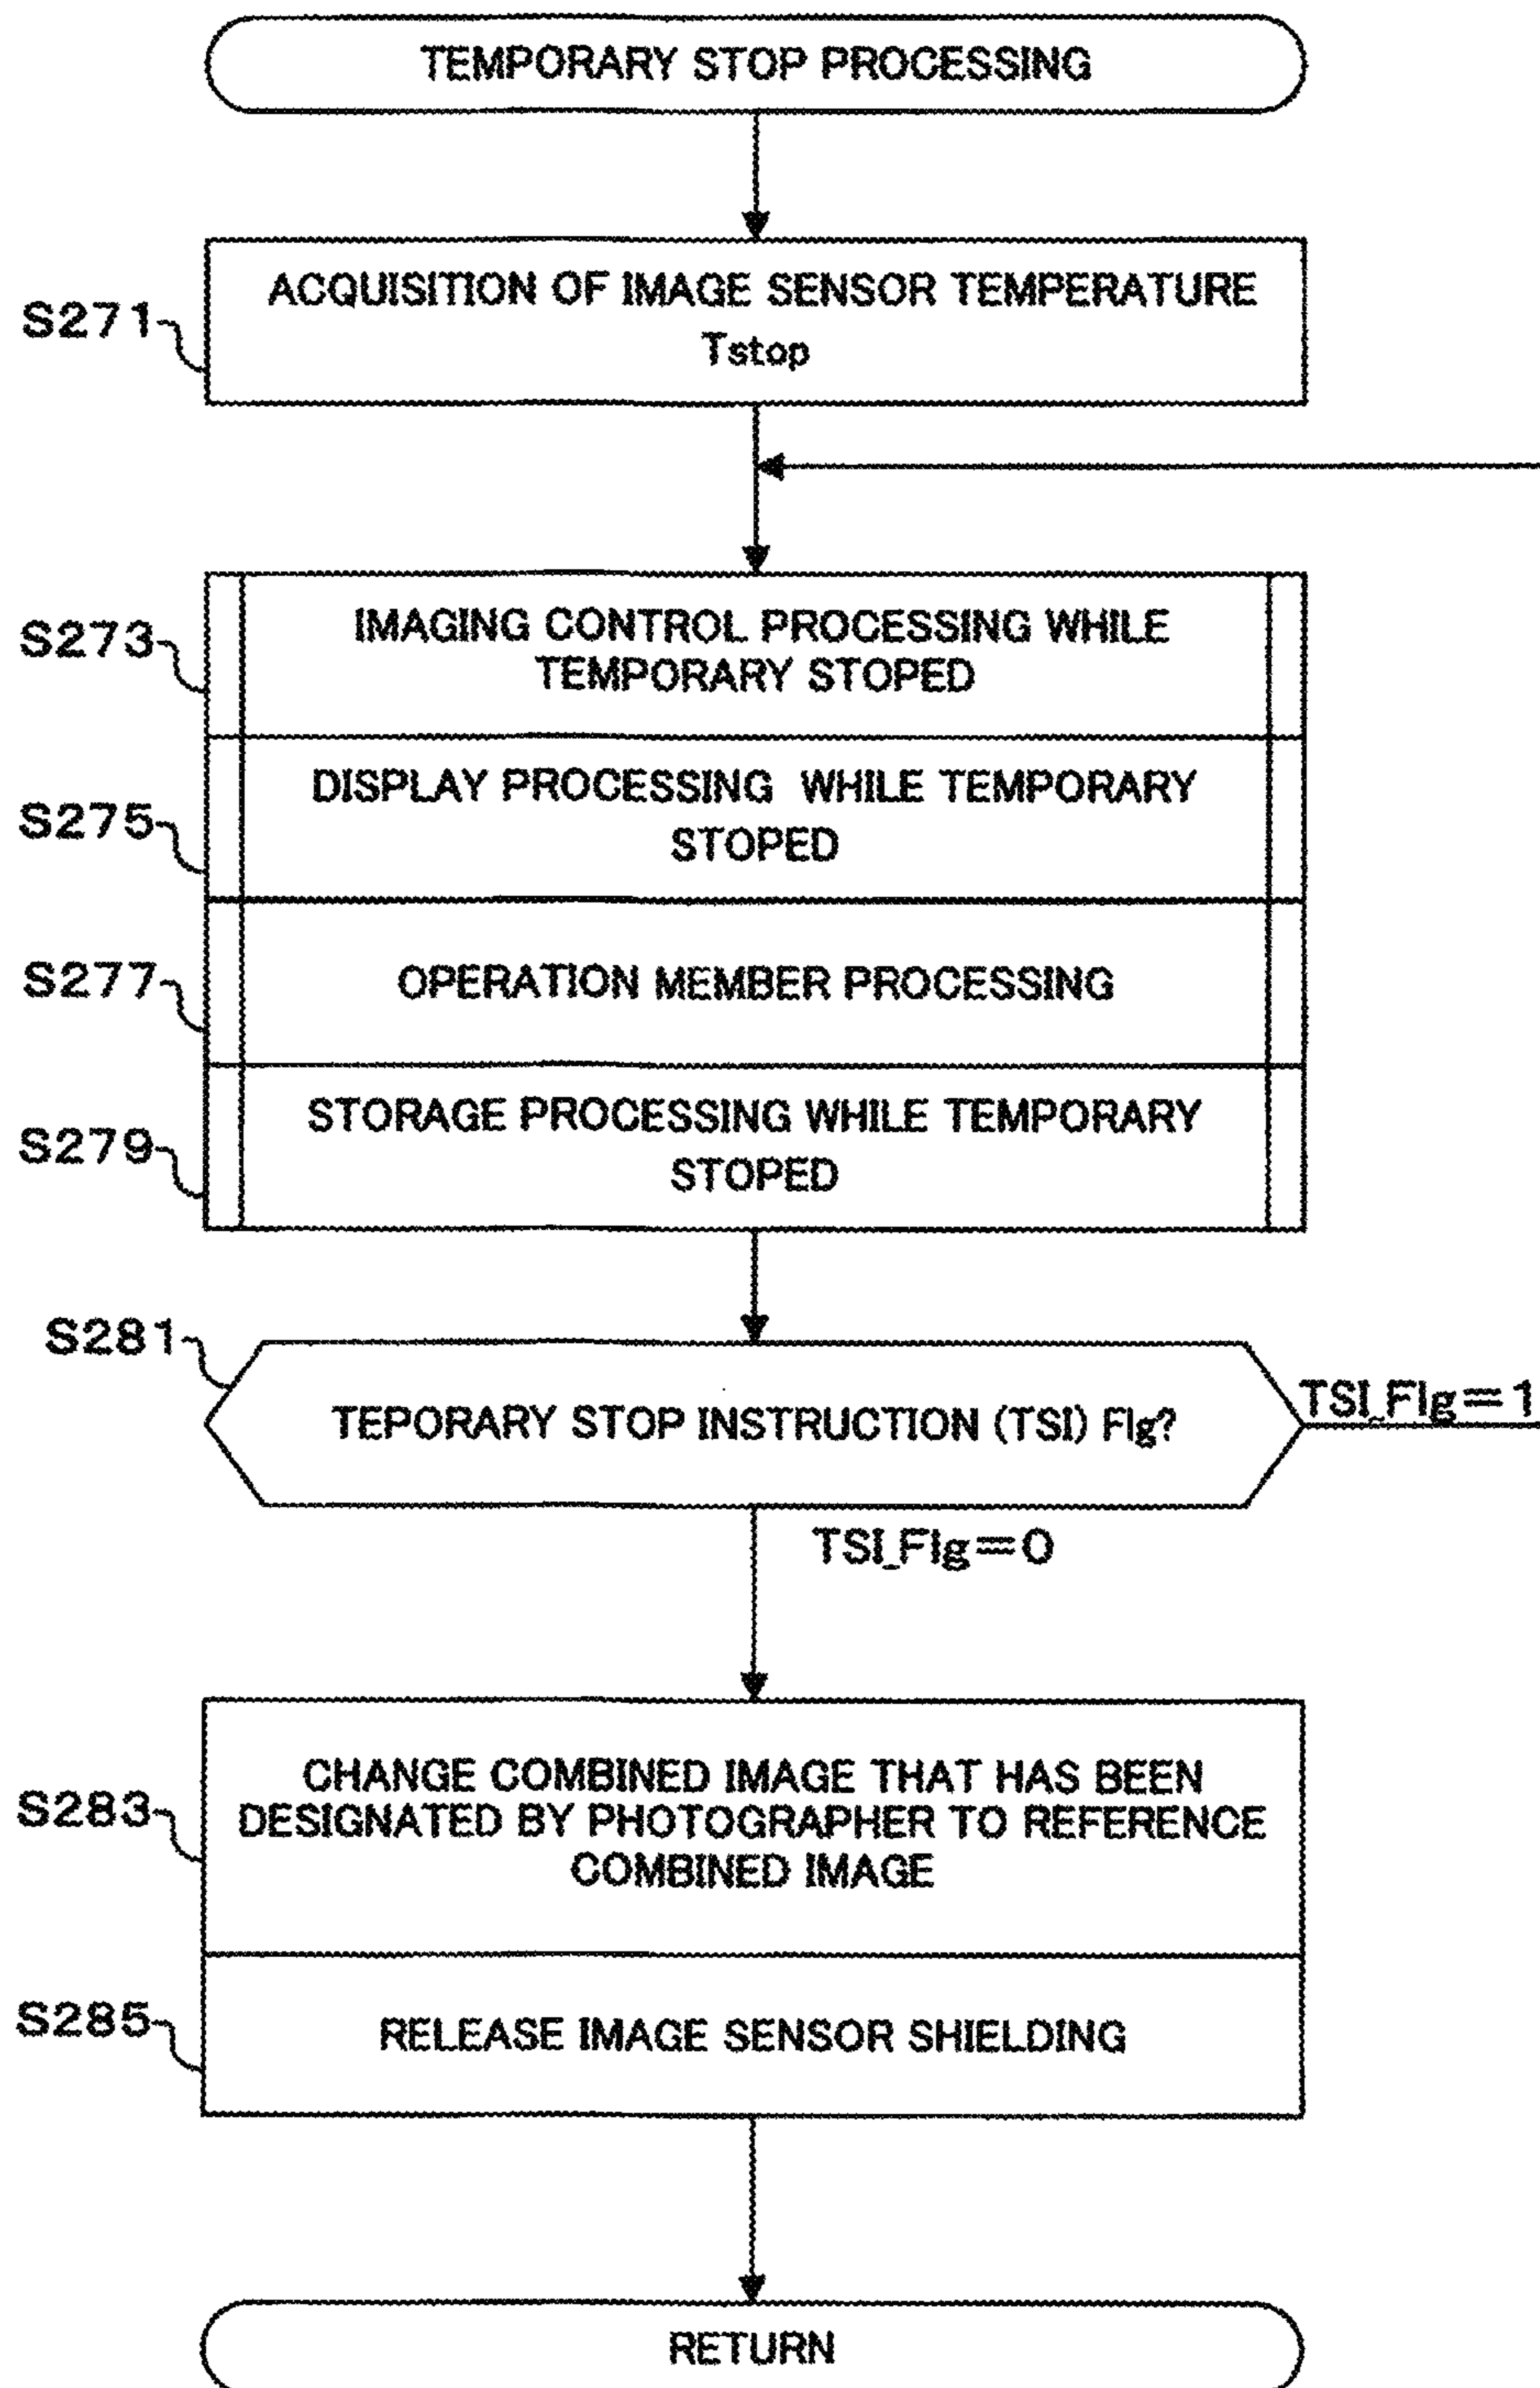 TEMPORARY STOP PROCESSING
S271
ACQUISITION OF IMAGE SENSOR TEMPERATURE
Tstop
S273
IMAGING CONTROL PROCESSING WHILE
TEMPORARY STOPED
S275
DISPLAY PROCESSING WHILE TEMPORARY
STOPED
S277
OPERATION MEMBER PROCESSING
S279
STORAGE PROCESSING WHILE TEMPORARY
STOPED
S281
TEPORARY STOP INSTRUCTION (TSI) Flg?
TSI_Flg=1
TSI_Flg=0
S283
CHANGE COMBINED IMAGE THAT HAS BEEN
DESIGNATED BY PHOTOGRAPHER TO REFERENCE
COMBINED IMAGE
S285
RELEASE IMAGE SENSOR SHIELDING
RETURN